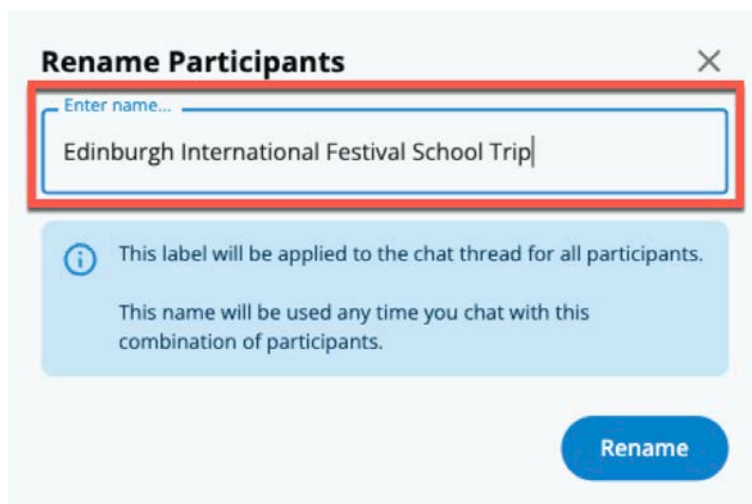 Rename Participants
Enter name...
Edinburgh International Festival School Trip
This label will be applied to the chat thread for all participants.
This name will be used any time you chat with this
combination of participants.
Rename